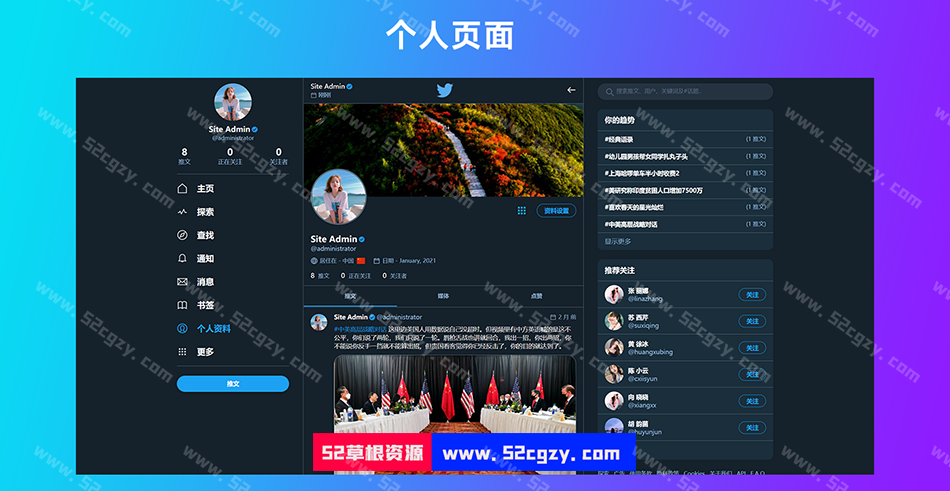 个人页面
Site Admin
@administrator
8
推文
0
正在关注
0
关注者
主页
探索
查找
通知
消息
书签
个人资料
更多
推文
Site Admin
资料设置
Site Admin
@administrator
居住在 - 中国
日期 - January, 2021
8 推文 0 正在关注 0 关注者
推文 媒体 点赞
Site Admin @administrator 2 月 前
#中美高层战略对话
搜索推文、用户、关键词及#话题..
你的趋势
#经典语录 (1 推文)
#幼儿园男孩帮女同学扎丸子头 (1 推文)
#上海哈啰单车半小时收费2 (1 推文)
#美研究称印度贫困人口增加7500万 (1 推文)
#喜欢春天的星光灿烂 (1 推文)
#中美高层战略对话 (1 推文)
显示更多
推荐关注
张 丽娜
@linazhang
关注
苏 西芹
@suxiqing
关注
黄 徐冰
@huangxubing
关注
陈 小云
@cxiisyun
关注
向 晓晓
@xiangxx
关注
胡 韵茵
@huyunjun
关注
52草根资源 www.52cgzy.com
www.52cgzy.com